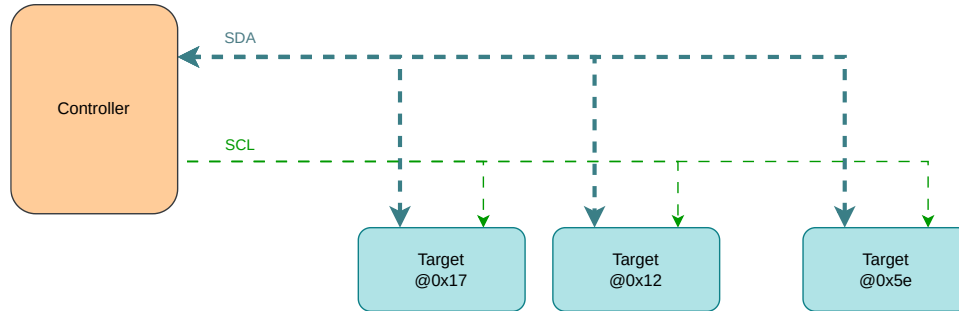 SDA
Controller
SCL
Target
@0x17
Target
@0x12
Target
@0x5e